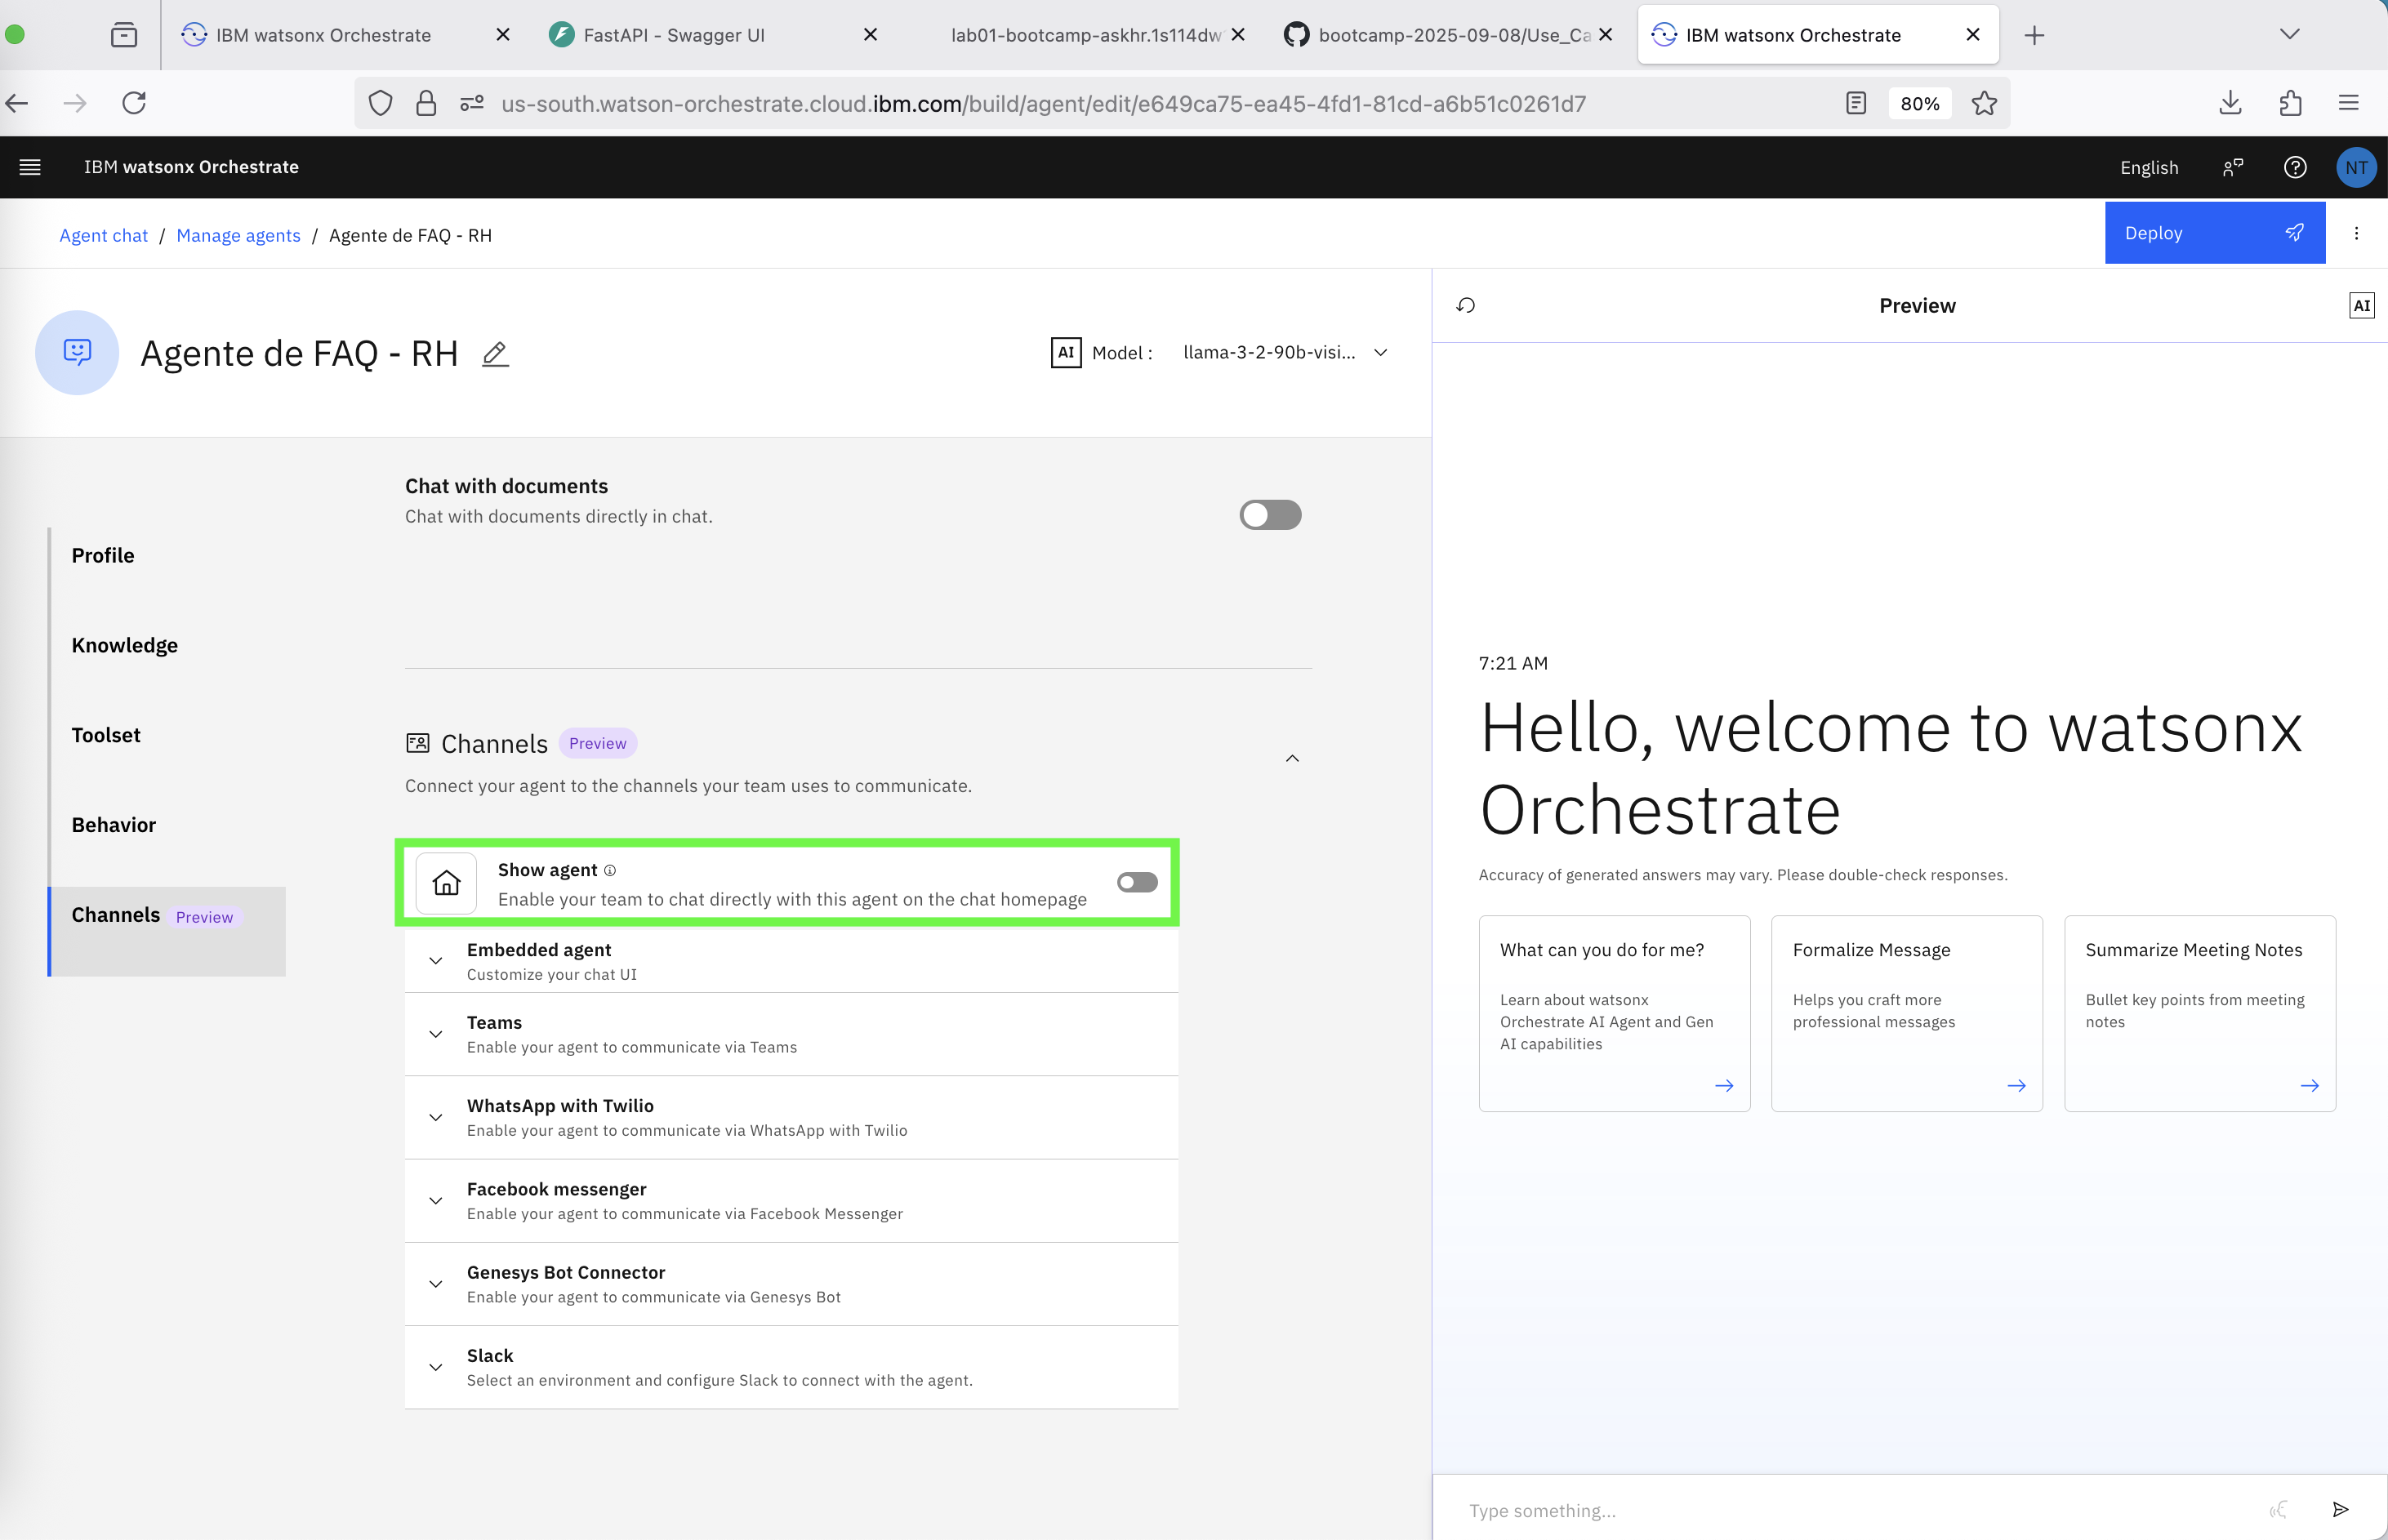 IBM watsonx Orchestrate
FastAPI - Swagger UI
lab01-bootcamp-askhr.1s114dw
bootcamp-2025-09-08/Use_Ca
IBM watsonx Orchestrate
us-south.watson-orchestrate.cloud.ibm.com/build/agent/edit/e649ca75-ea45-4fd1-81cd-a6b51c0261d7
80%
IBM watsonx Orchestrate
English
NT
Agent chat / Manage agents / Agente de FAQ - RH
Deploy
Agente de FAQ - RH
AI Model : llama-3-2-90b-visi...
Preview
AI
Profile
Knowledge
Toolset
Behavior
Channels Preview
Chat with documents
Chat with documents directly in chat.
Channels Preview
Connect your agent to the channels your team uses to communicate.
Show agent
Enable your team to chat directly with this agent on the chat homepage
Embedded agent
Customize your chat UI
Teams
Enable your agent to communicate via Teams
WhatsApp with Twilio
Enable your agent to communicate via WhatsApp with Twilio
Facebook messenger
Enable your agent to communicate via Facebook Messenger
Genesys Bot Connector
Enable your agent to communicate via Genesys Bot
Slack
Select an environment and configure Slack to connect with the agent.
7:21 AM
Hello, welcome to watsonx
Orchestrate
Accuracy of generated answers may vary. Please double-check responses.
What can you do for me?
Learn about watsonx
Orchestrate AI Agent and Gen
AI capabilities
Formalize Message
Helps you craft more
professional messages
Summarize Meeting Notes
Bullet key points from meeting
notes
Type something...